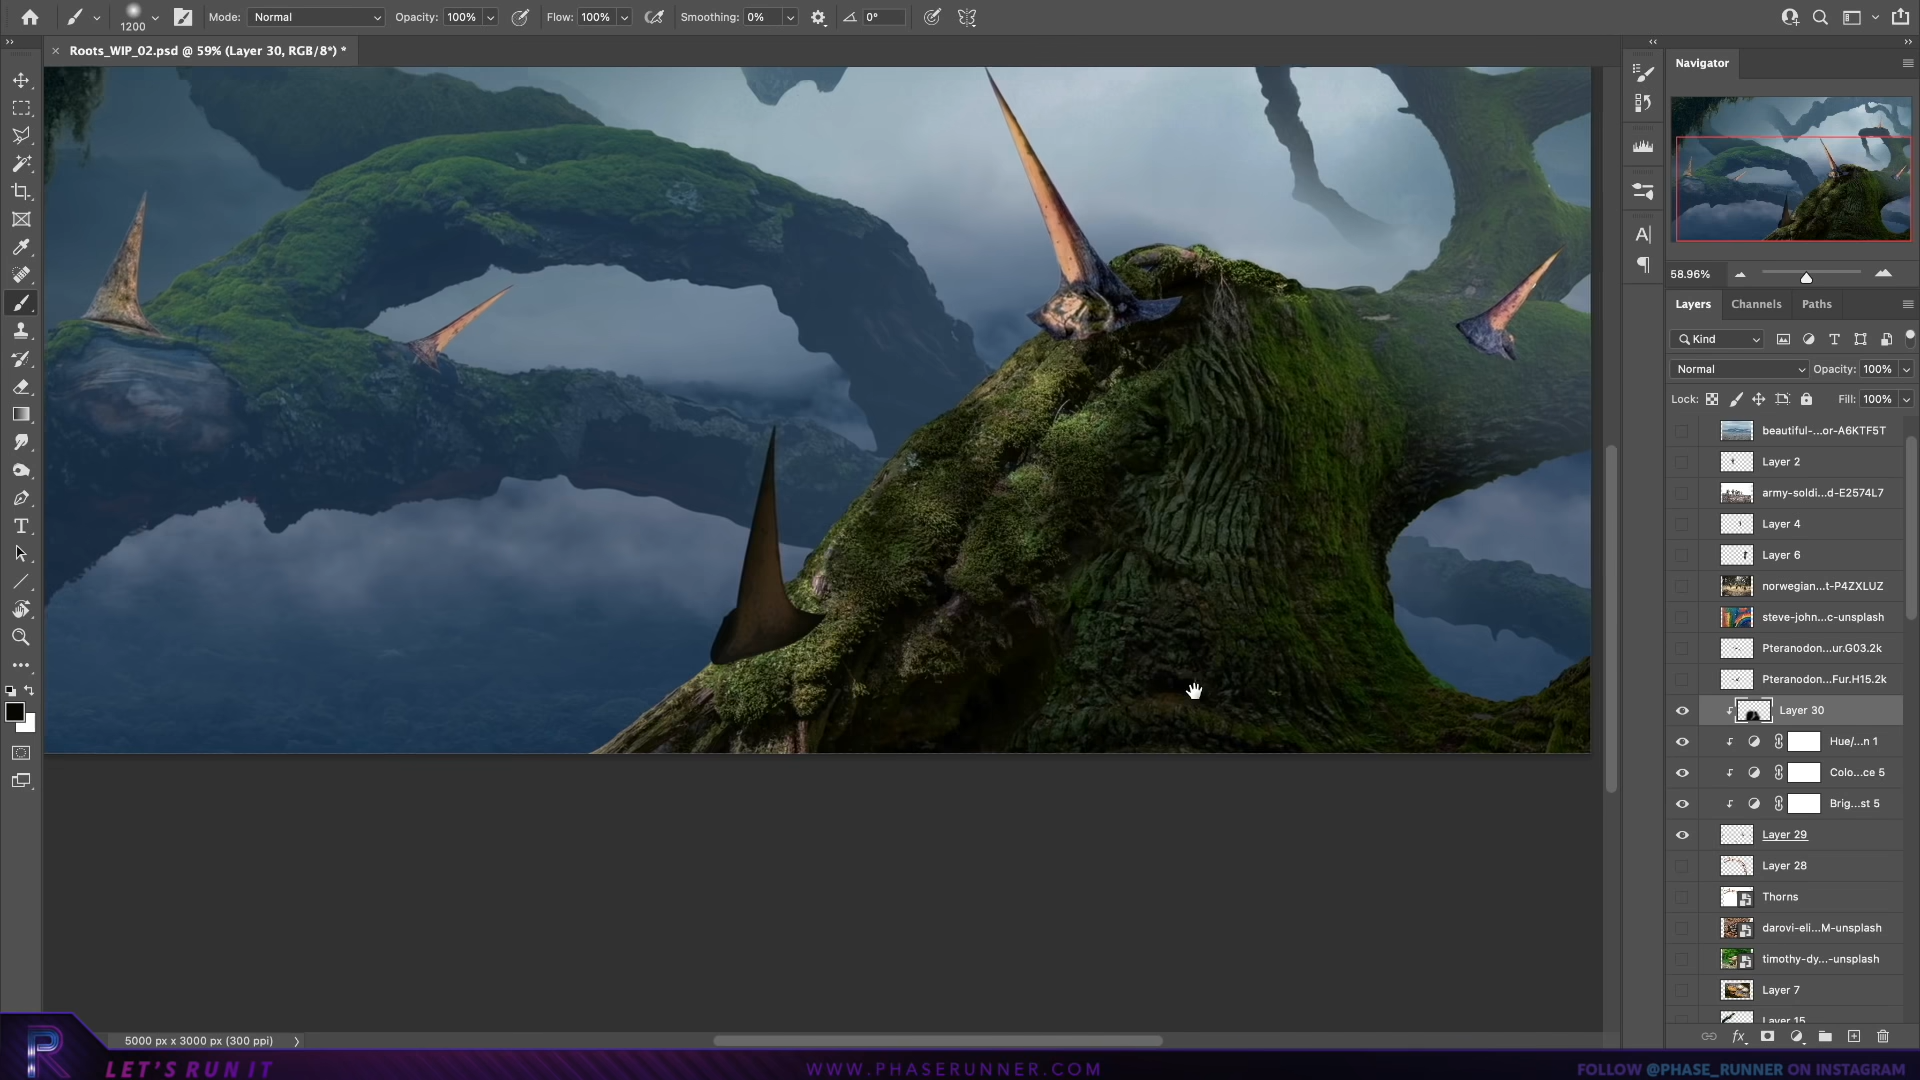 1200
Mode: Normal
Opacity: 100%
Flow: 100%
Smoothing: 0%
0°
× Roots_WIP_02.psd @ 59% (Layer 30, RGB/8*) *
Navigator
58.96%
Layers Channels Paths
Kind
Normal
Opacity: 100%
Lock:
Fill: 100%
beautiful-...or-A6KTF5T
Layer 2
army-soldi...d-E2574L7
Layer 4
Layer 6
norwegian...t-P4ZXLUZ
steve-john...c-unsplash
Pteranodon...ur.G03.2k
Pteranodon...Fur.H15.2k
Layer 30
Hue/...n 1
Colo...ce 5
Brig...st 5
Layer 29
Layer 28
Thorns
darovi-eli...M-unsplash
timothy-dy...-unsplash
Layer 7
Layer 15
5000 px x 3000 px (300 ppi)
LET'S RUN IT
WWW.PHASERUNNER.COM
FOLLOW @PHASE_RUNNER ON INSTAGRAM